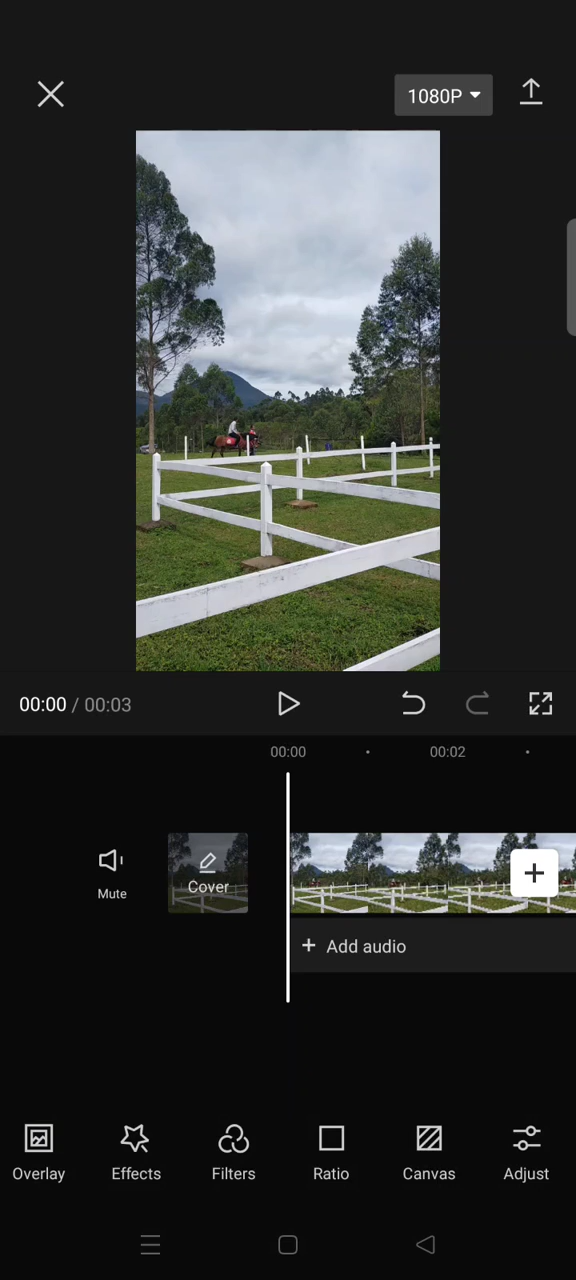 1080P
00:00 / 00:03
00:00
00:02
Mute
Cover
+ Add audio
Overlay
Effects
Filters
Ratio
Canvas
Adjust